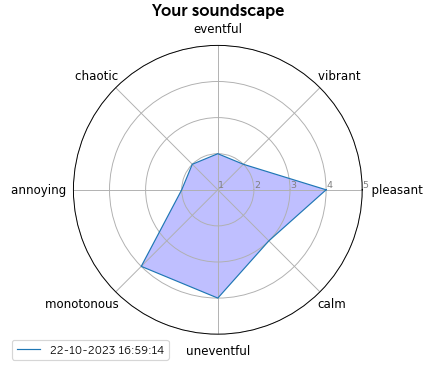 Your soundscape
eventful
chaotic
vibrant
annoying
1
2
3
4
5
pleasant
monotonous
calm
22-10-2023 16:59:14
uneventful